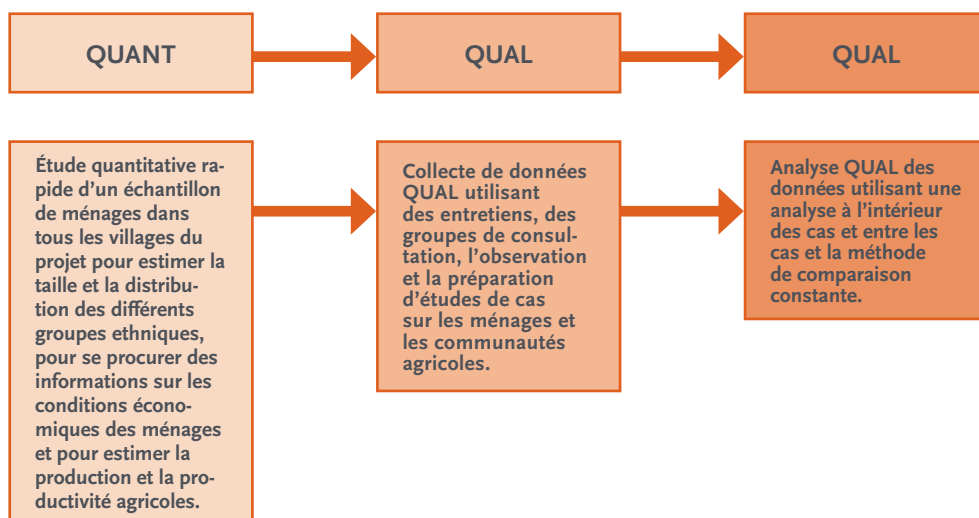 QUANT
QUAL
QUAL
Étude quantitative ra-
pide d’un échantillon
de ménages dans
tous les villages du
projet pour estimer la
taille et la distribu-
tion des différents
groupes ethniques,
pour se procurer des
informations sur les
conditions écono-
miques des ménages
et pour estimer la
production et la pro-
ductivité agricoles.
Collecte de données
QUAL utilisant
des entretiens, des
groupes de consul-
tation, l’observation
et la préparation
d’études de cas
sur les ménages et
les communautés
agricoles.
Analyse QUAL des
données utilisant une
analyse à l’intérieur
des cas et entre les
cas et la méthode
de comparaison
constante.